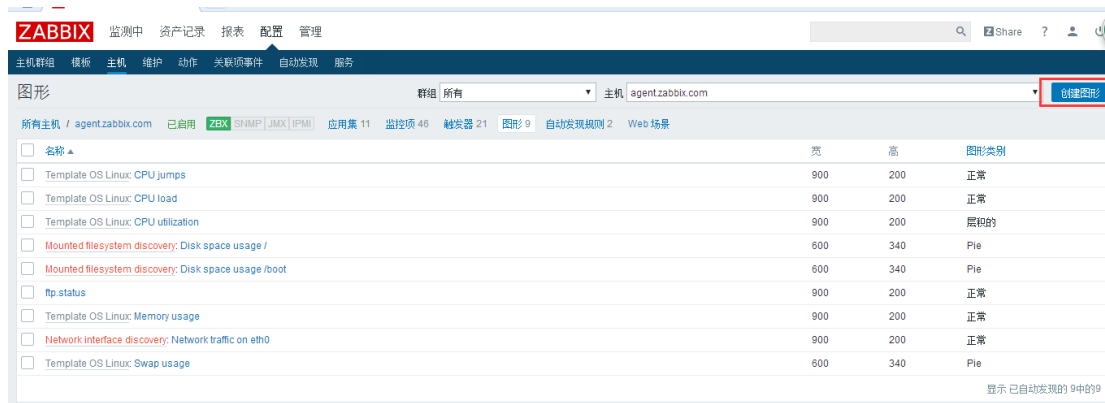 ZABBIX 监测中 资产记录 报表 配置 管理 Z Share ?
主机群组 模板 主机 维护 动作 关联项事件 自动发现 服务
图形 群组 所有 主机 agent.zabbix.com 创建图形
所有主机 / agent.zabbix.com 已启用 ZBX SNMP JMX IPMI 应用集 11 监控项 46 触发器 21 图形 9 自动发现规则 2 Web 场景
名称 宽 高 图形类别
Template OS Linux: CPU jumps 900 200 正常
Template OS Linux: CPU load 900 200 正常
Template OS Linux: CPU utilization 900 200 层积的
Mounted filesystem discovery: Disk space usage / 600 340 Pie
Mounted filesystem discovery: Disk space usage /boot 600 340 Pie
ftp.status 900 200 正常
Template OS Linux: Memory usage 900 200 正常
Network interface discovery: Network traffic on eth0 900 200 正常
Template OS Linux: Swap usage 600 340 Pie
显示 已自动发现的 9中的9